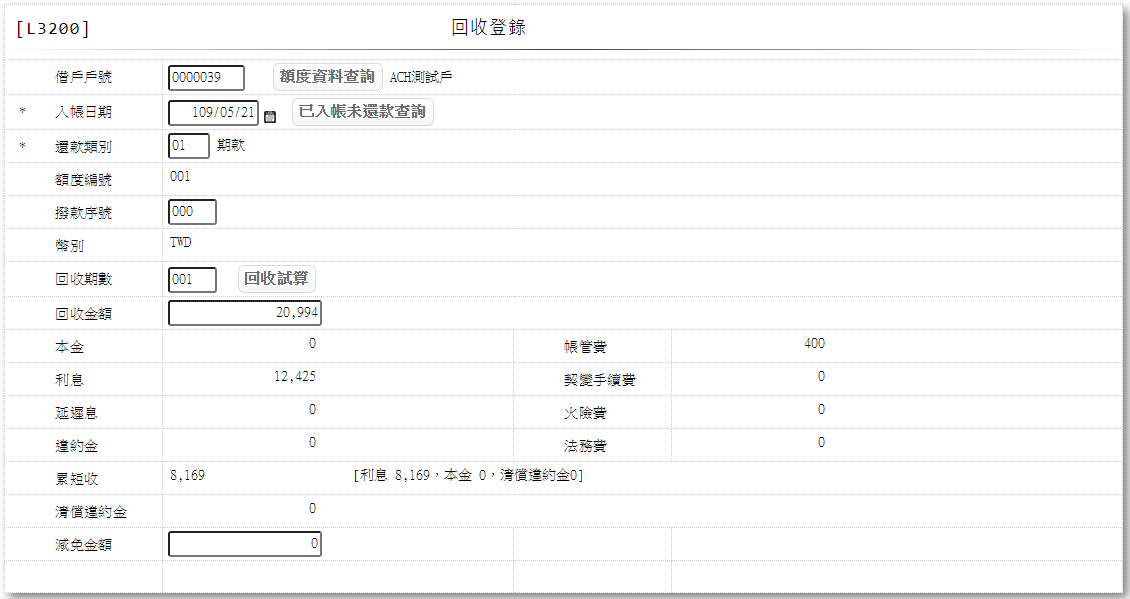 [L3200] 回收登錄
借戶戶號 0000039 額度資料查詢 ACH測試戶
* 入帳日期 109/05/21 已入帳未還款查詢
* 還款類別 01 期款
額度編號 001
撥款序號 000
幣別 TWD
回收期數 001 回收試算
回收金額 20,994
本金 0 帳管費 400
利息 12,425 契變手續費 0
延遲息 0 火險費 0
違約金 0 法務費 0
累短收 8,169 [利息 8,169，本金 0，清償違約金0]
清償違約金 0
減免金額 0